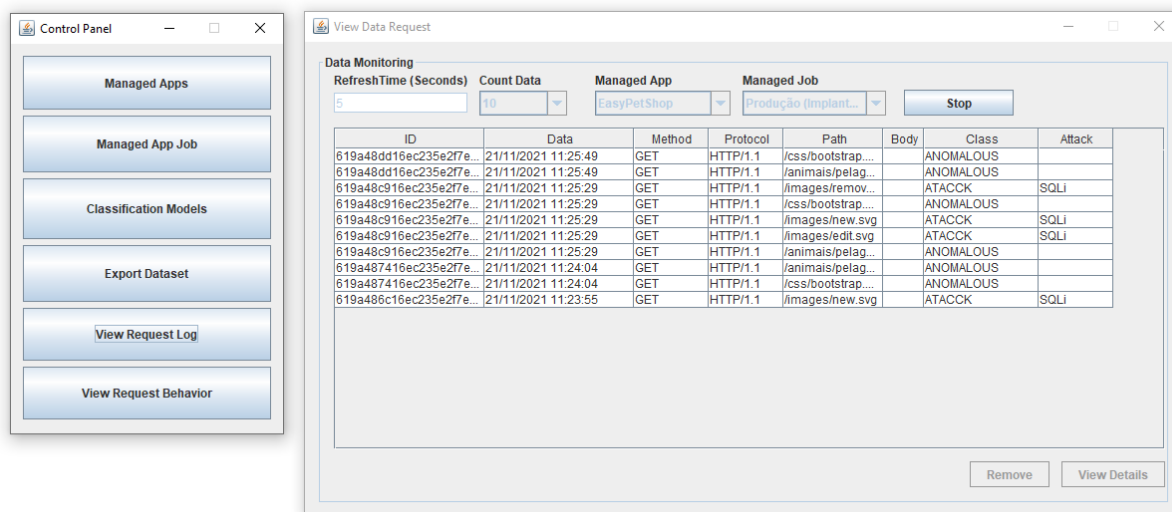 Control Panel
Managed Apps
Managed App Job
Classification Models
Export Dataset
View Request Log
View Request Behavior
View Data Request
Data Monitoring
RefreshTime (Seconds) Count Data Managed App Managed Job
5 10 EasyPetShop Produção (Implant... Stop
ID Data Method Protocol Path Body Class Attack
619a48dd16ec235e2f7e... 21/11/2021 11:25:49 GET HTTP/1.1 /css/bootstrap.... ANOMALOUS
619a48dd16ec235e2f7e... 21/11/2021 11:25:49 GET HTTP/1.1 /animais/pelag... ANOMALOUS
619a48c916ec235e2f7e... 21/11/2021 11:25:29 GET HTTP/1.1 /images/remov... ATACCK SQLi
619a48c916ec235e2f7e... 21/11/2021 11:25:29 GET HTTP/1.1 /css/bootstrap.... ANOMALOUS
619a48c916ec235e2f7e... 21/11/2021 11:25:29 GET HTTP/1.1 /images/new.svg ATACCK SQLi
619a48c916ec235e2f7e... 21/11/2021 11:25:29 GET HTTP/1.1 /images/edit.svg ATACCK SQLi
619a48c916ec235e2f7e... 21/11/2021 11:25:29 GET HTTP/1.1 /animais/pelag... ANOMALOUS
619a487416ec235e2f7e... 21/11/2021 11:24:04 GET HTTP/1.1 /animais/pelag... ANOMALOUS
619a487416ec235e2f7e... 21/11/2021 11:24:04 GET HTTP/1.1 /css/bootstrap.... ANOMALOUS
619a486c16ec235e2f7e... 21/11/2021 11:23:55 GET HTTP/1.1 /images/new.svg ATACCK SQLi
Remove View Details